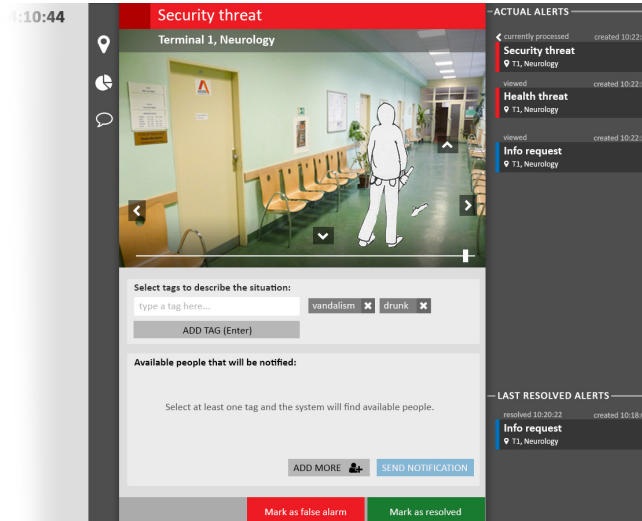 :10:44
Security threat
Terminal 1, Neurology
Select tags to describe the situation:
type a tag here...
vandalism
drunk
ADD TAG (Enter)
Available people that will be notified:
Select at least one tag and the system will find available people.
ADD MORE
SEND NOTIFICATION
Mark as false alarm
Mark as resolved
ACTUAL ALERTS
currently processed created 10:22:
Security threat
T1, Neurology
viewed created 10:22:
Health threat
T1, Neurology
viewed created 10:22:
Info request
T1, Neurology
LAST RESOLVED ALERTS
resolved 10:20:22 created 10:18:
Info request
T1, Neurology